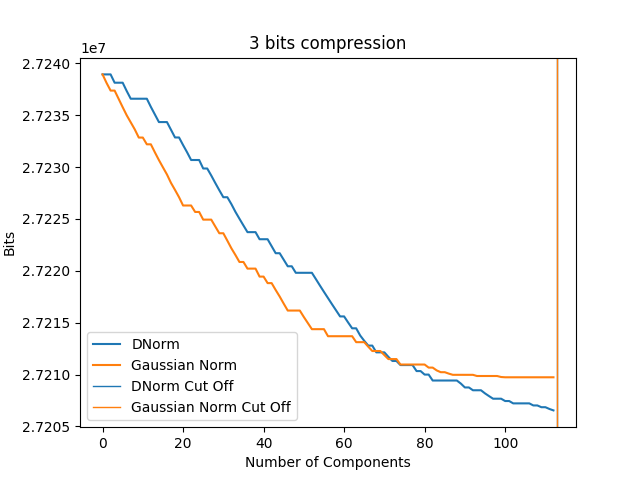 3 bits compression
1e7
2.7240
2.7235
2.7230
2.7225
2.7220
2.7215
2.7210
2.7205
Bits
DNorm
Gaussian Norm
DNorm Cut Off
Gaussian Norm Cut Off
0 20 40 60 80 100
Number of Components